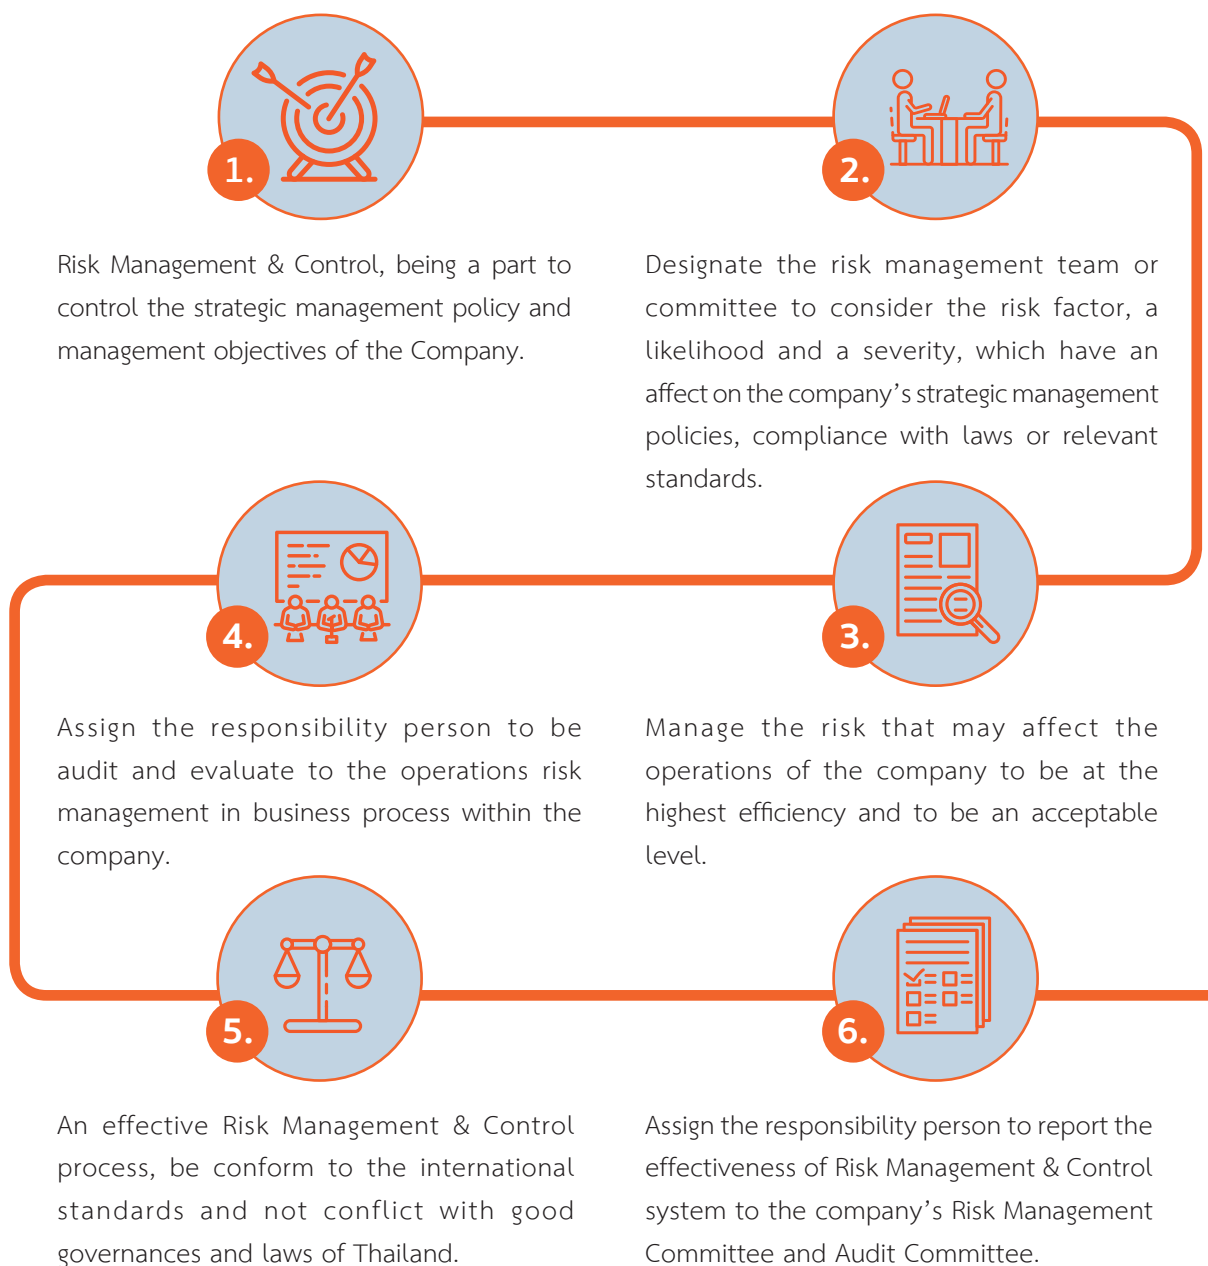 1.
Risk Management & Control, being a part to
control the strategic management policy and
management objectives of the Company.
2.
Designate the risk management team or
committee to consider the risk factor, a
likelihood and a severity, which have an
affect on the company's strategic management
policies, compliance with laws or relevant
standards.
3.
Manage the risk that may affect the
operations of the company to be at the
highest efficiency and to be an acceptable
level.
4.
Assign the responsibility person to be
audit and evaluate to the operations risk
management in business process within the
company.
5.
An effective Risk Management & Control
process, be conform to the international
standards and not conflict with good
governances and laws of Thailand.
6.
Assign the responsibility person to report the
effectiveness of Risk Management & Control
system to the company's Risk Management
Committee and Audit Committee.